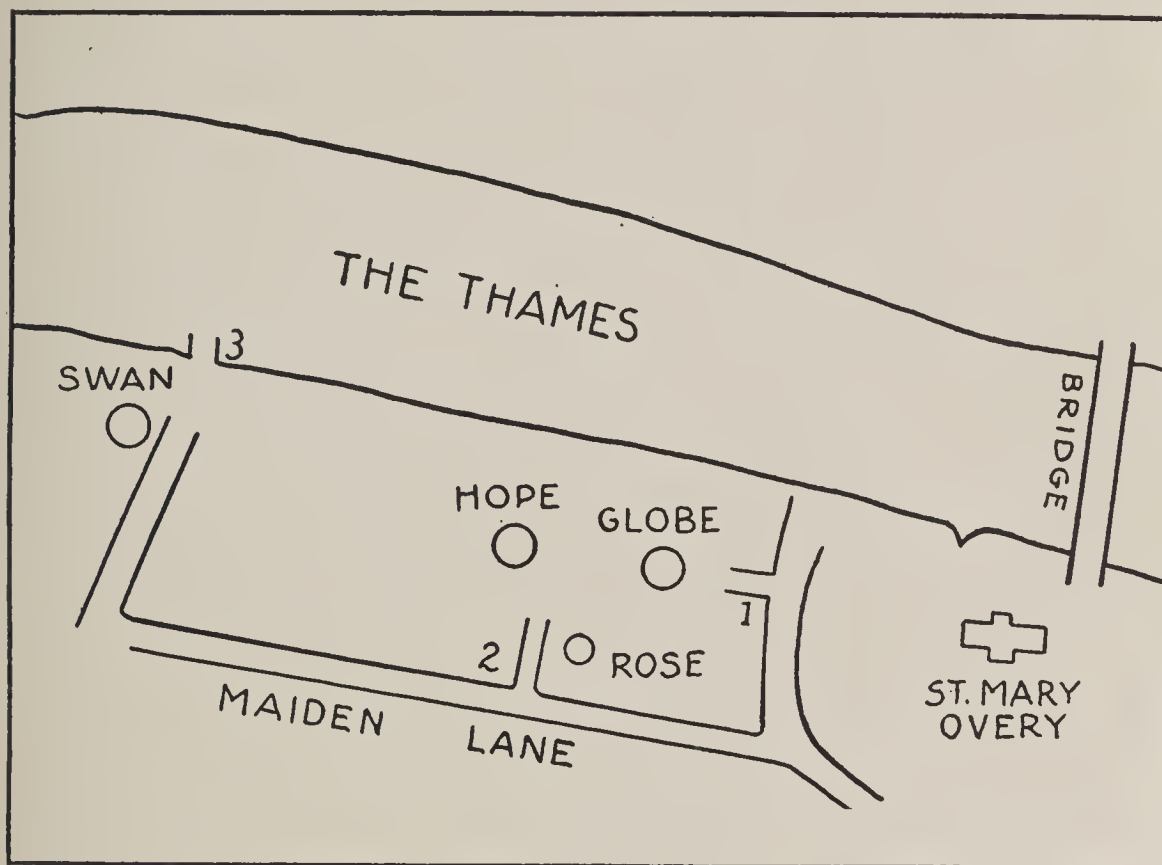 THE THAMES
3
SWAN
BRIDGE
HOPE
GLOBE
1
2
ROSE
ST. MARY
OVERY
MAIDEN LANE